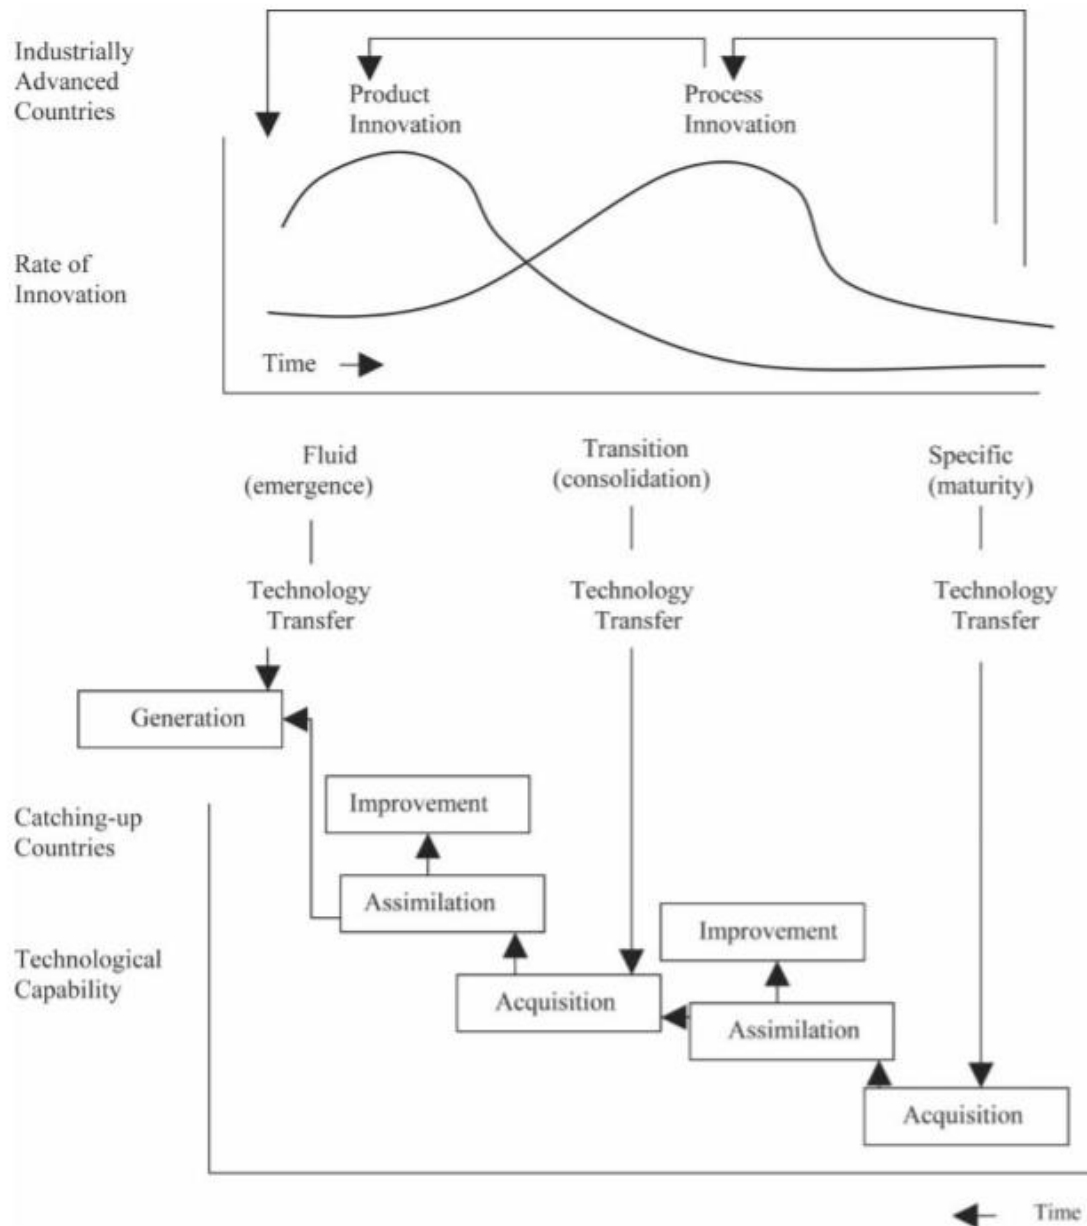 Industrially
Advanced
Countries
Product
Innovation
Process
Innovation
Rate of
Innovation
Time
Fluid
(emergence)
Transition
(consolidation)
Specific
(maturity)
Technology
Transfer
Technology
Transfer
Technology
Transfer
Generation
Improvement
Catching-up
Countries
Assimilation
Improvement
Technological
Capability
Acquisition
Assimilation
Acquisition
Time